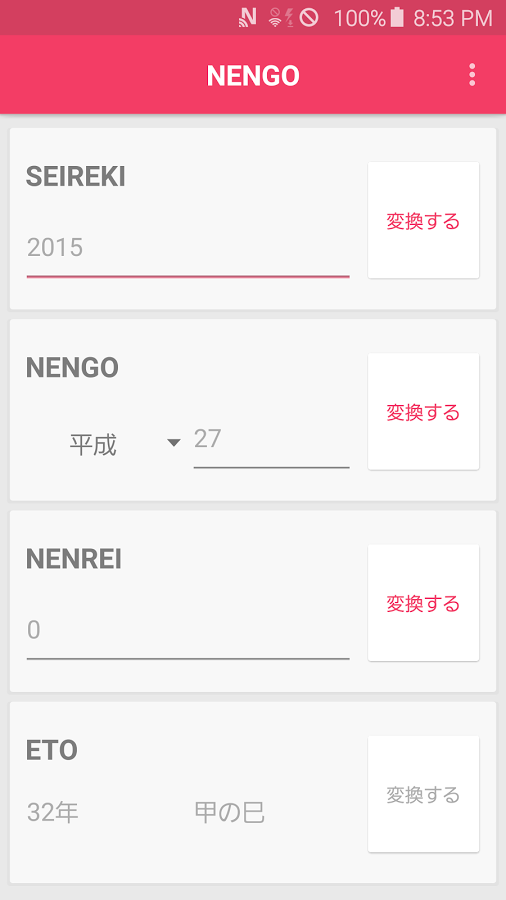 100% 8:53 PM
NENGO
SEIREKI
2015
変換する
NENGO
平成 27
変換する
NENREI
0
変換する
ETO
32年 甲の巳
変換する